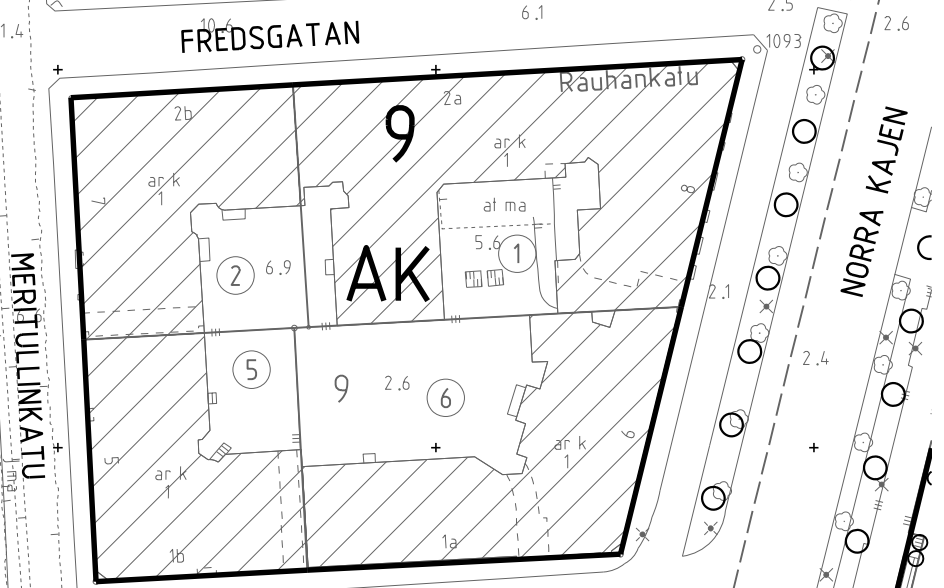 10.6
6.1
2.5
1.4
FREDSGATAN
1093
2.6
Rauhankatu
2b
2a
9
ar k
1
ar k
1
7
8
at ma
5.6
1
2
6.9
AK
NORRA KAJEN
MERITULLINKATU
2.1
2.4
5
9
2.6
6
ar k
1
9
5
ar k
1
1b
1a